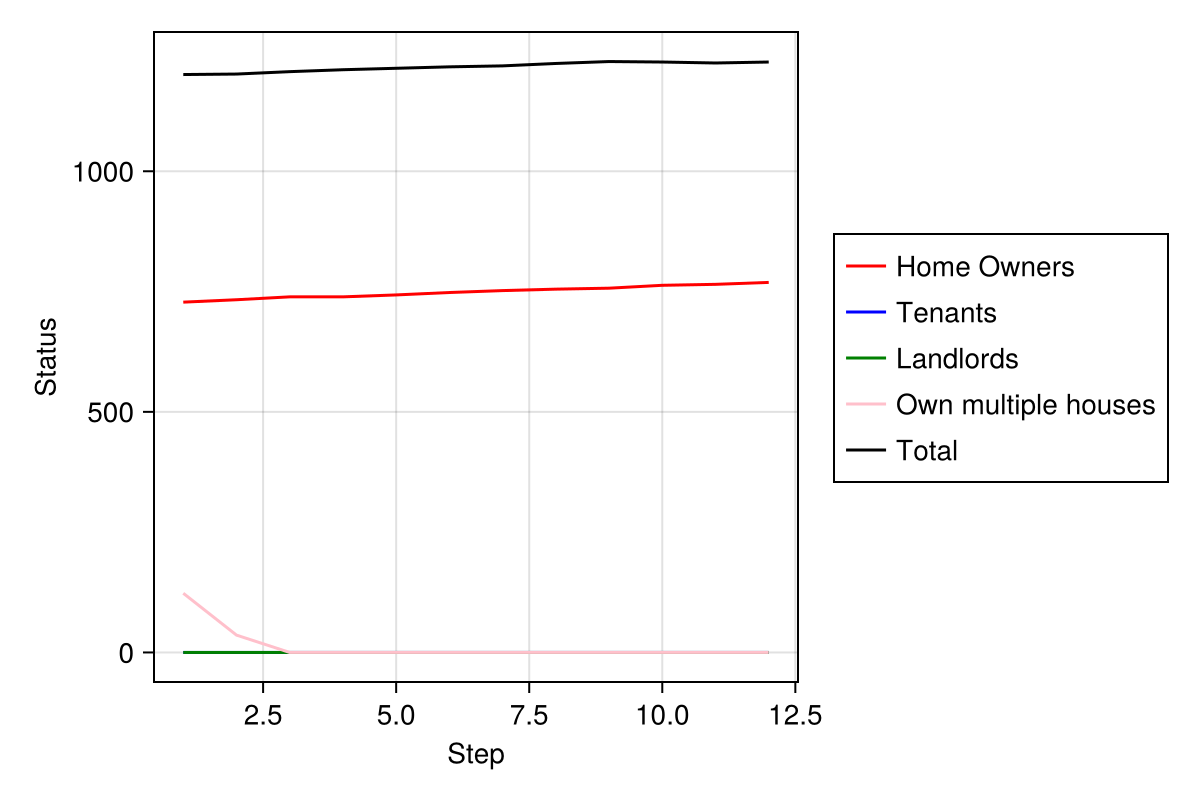 1000
500
0
Status
2.5 5.0 7.5 10.0 12.5
Step
Home Owners
Tenants
Landlords
Own multiple houses
Total